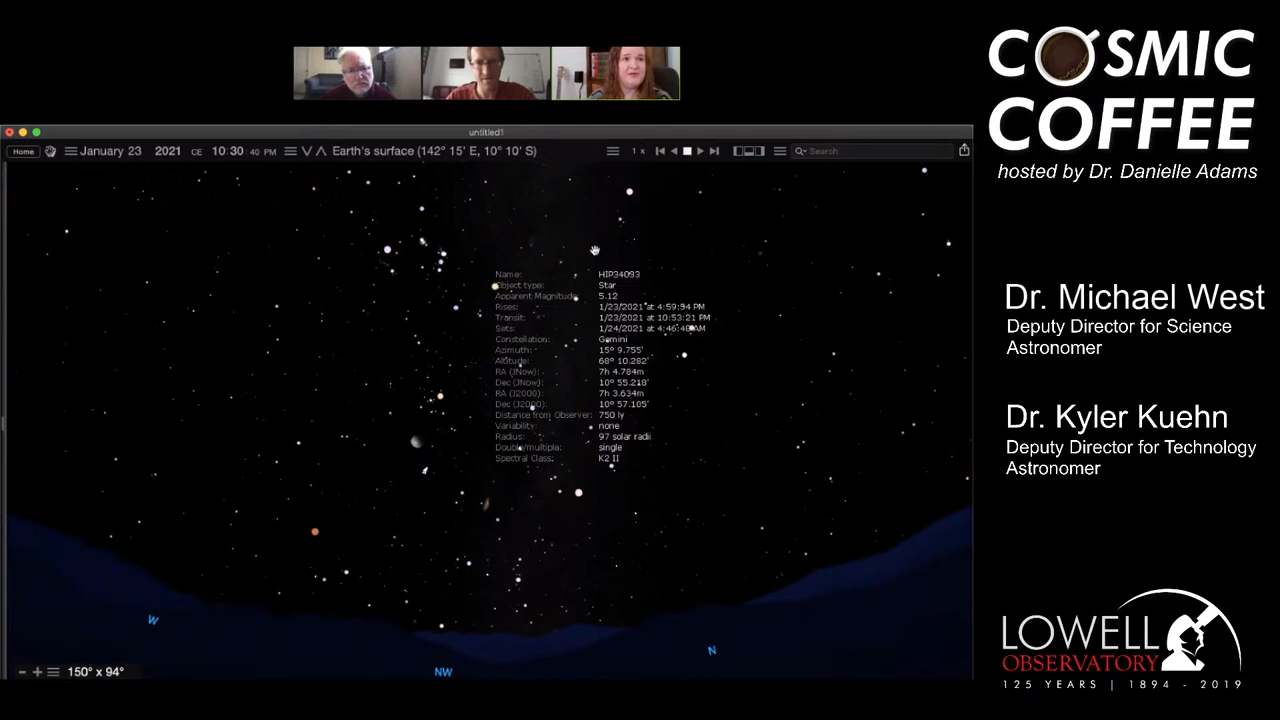 COSMIC
COFFEE
hosted by Dr. Danielle Adams
untitled1
Home January 23 2021 CE 10:30 40 PM Earth's surface (142° 15' E, 10° 10' S) 1 x Search
Name: HIP34033
Object type: Star
Apparent Magnitude: 5.12
Rises: 1/23/2021 at 4:59:34 PM
Transit: 1/23/2021 at 10:53:21 PM
Sets: 1/24/2021 at 4:46:48 AM
Constellation: Gemini
Azimuth: 15° 9.755'
Altitude: 68° 10.282'
RA (JNow): 7h 4.784m
Dec (JNow): 10° 55.218'
RA (J2000): 7h 3.634m
Dec (J2000): 10° 57.105'
Distance from Observer: 750 ly
Variability: none
Radius: 97 solar radii
Double/multiple: single
Spectral Class: K2 II
Dr. Michael West
Deputy Director for Science
Astronomer
Dr. Kyler Kuehn
Deputy Director for Technology
Astronomer
W
NW
N
150° x 94°
LOWELL
OBSERVATORY
125 YEARS | 1894 - 2019